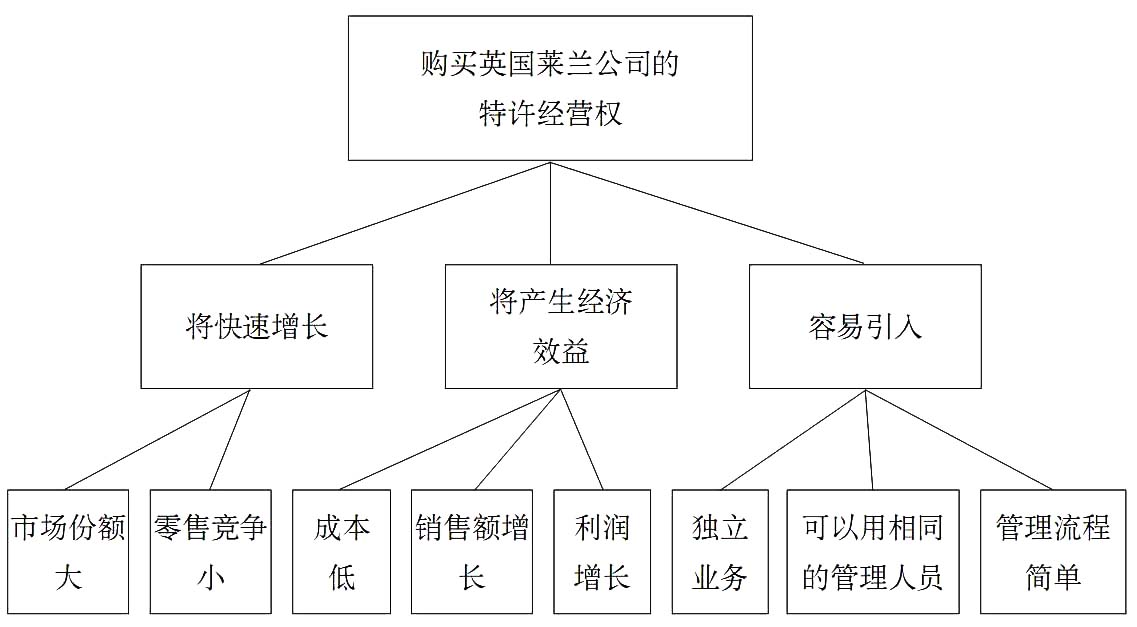 购买英国莱兰公司的
特许经营权
将快速增长
将产生经济
效益
容易引入
市场份额
大
零售竞争
小
成本
低
销售额增
长
利润
增长
独立
业务
可以用相同
的管理人员
管理流程
简单